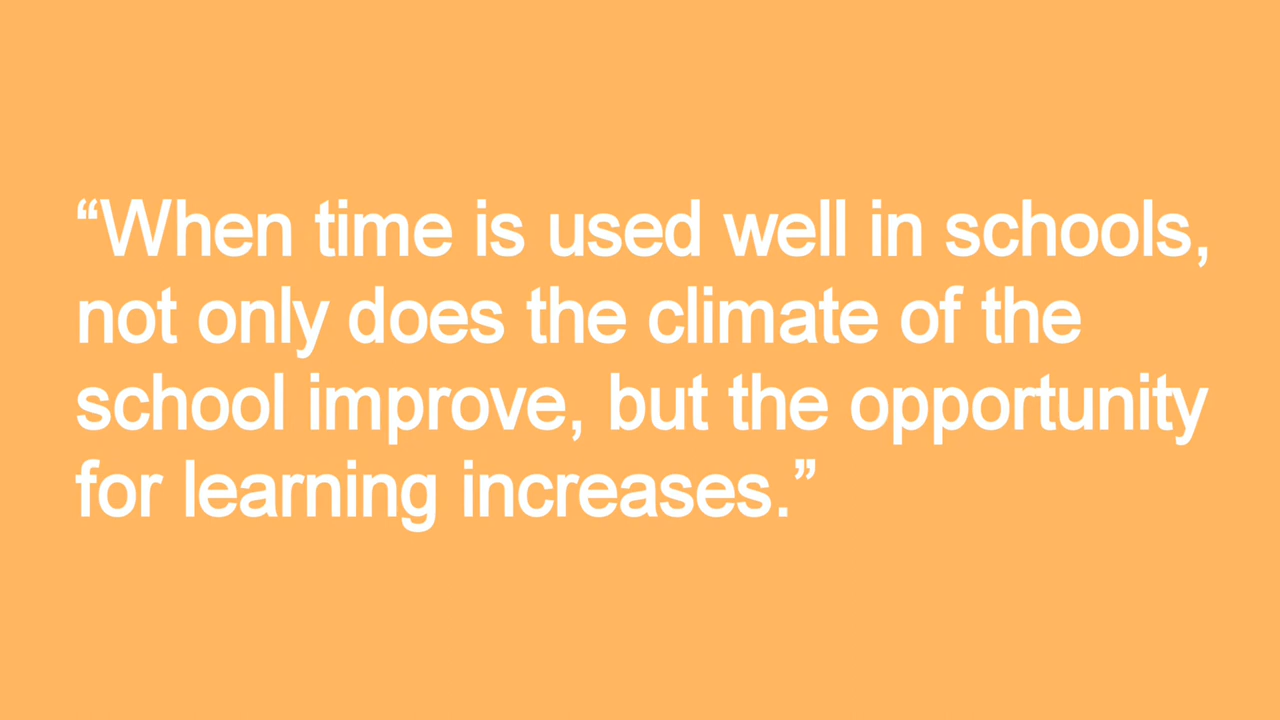 “When time is used well in schools,
not only does the climate of the
school improve, but the opportunity
for learning increases.”